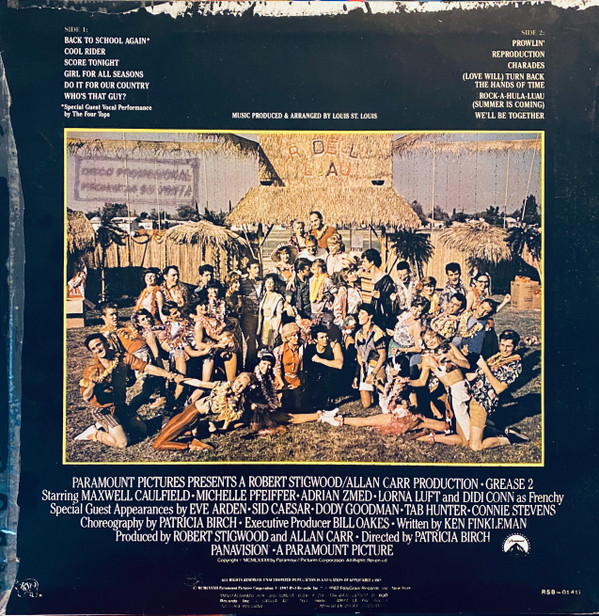 SIDE 1:
BACK TO SCHOOL AGAIN*
COOL RIDER
SCORE TONIGHT
GIRL FOR ALL SEASONS
DO IT FOR OUR COUNTRY
WHO'S THAT GUY?
*Special Guest Vocal Performance
by The Four Tops
SIDE 2:
PROWLIN'
REPRODUCTION
CHARADES
(LOVE WILL) TURN BACK
THE HANDS OF TIME
ROCK-A-HULA-LUAU
(SUMMER IS COMING)
WE'LL BE TOGETHER
MUSIC PRODUCED & ARRANGED BY LOUIS ST. LOUIS
DISCO PROMOCIONAL
PROHIBIDA SU VENTA
PARAMOUNT PICTURES PRESENTS A ROBERT STIGWOOD/ALLAN CARR PRODUCTION · GREASE 2
Starring MAXWELL CAULFIELD · MICHELLE PFEIFFER · ADRIAN ZMED · LORNA LUFT and DIDI CONN as Frenchy
Special Guest Appearances by EVE ARDEN · SID CAESAR · DODY GOODMAN · TAB HUNTER · CONNIE STEVENS
Choreography by PATRICIA BIRCH · Executive Producer BILL OAKES · Written by KEN FINKLEMAN
Produced by ROBERT STIGWOOD and ALLAN CARR · Directed by PATRICIA BIRCH
PANAVISION · A PARAMOUNT PICTURE
Paramount
RSO